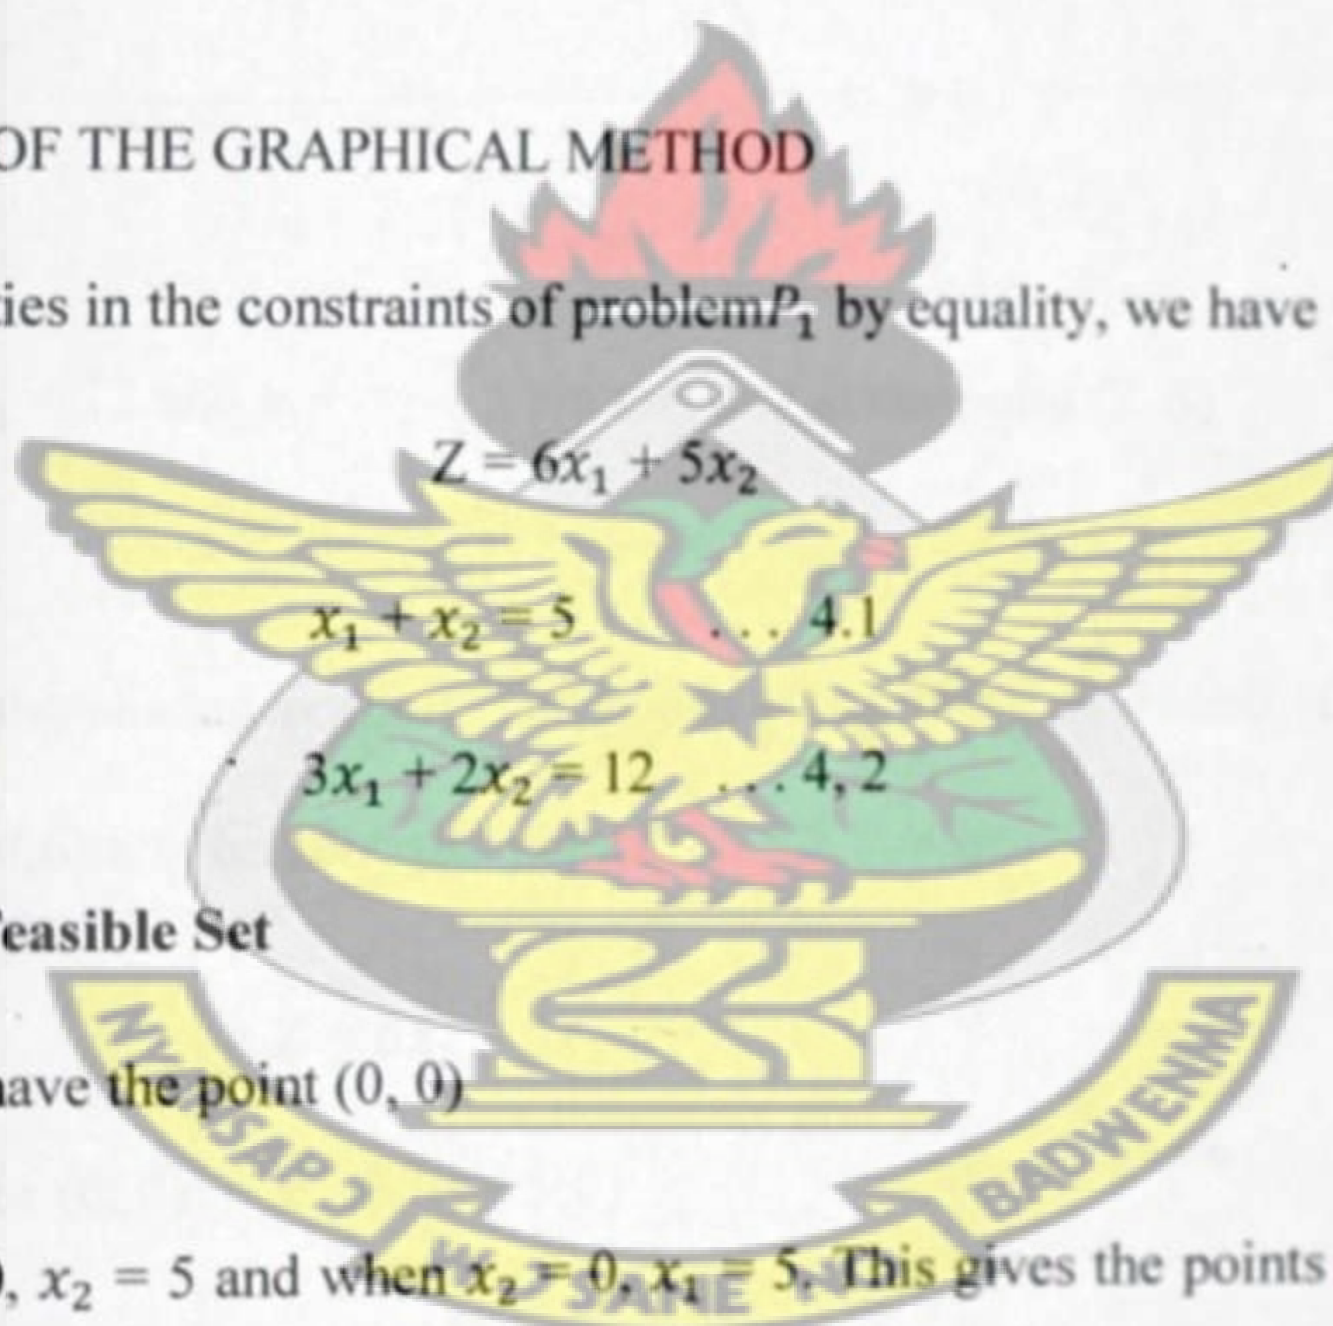 OF THE GRAPHICAL METHOD
ies in the constraints of problemP₁ by equality, we have
Z = 6x₁ + 5x₂
x₁ + x₂ = 5 . . . 4.1
3x₁ + 2x₂ = 12 . . . 4, 2
easible Set
ave the point (0, 0)
, x₂ = 5 and when x₂ = 0, x₁ = 5. This gives the points
BADWENMA
SANE